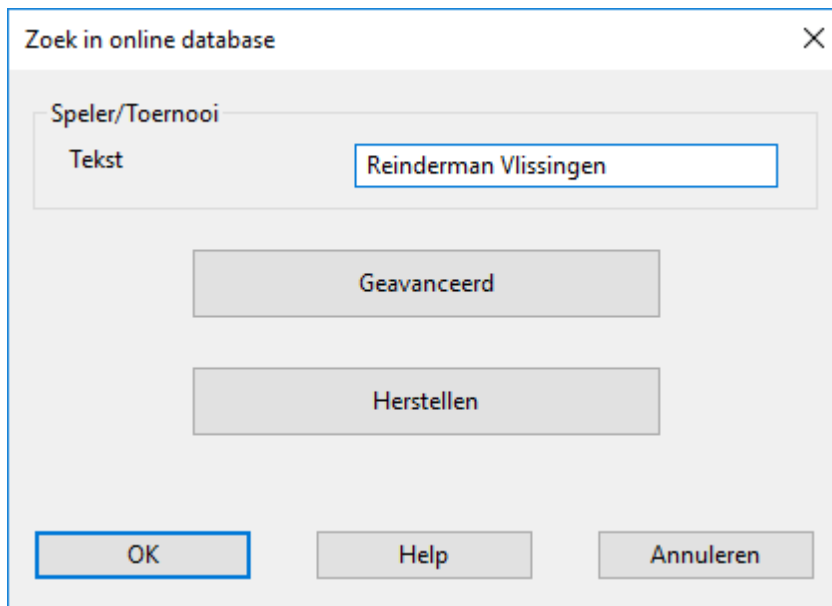 Zoek in online database
Speler/Toernooi
Tekst Reinderman Vlissingen
Geavanceerd
Herstellen
OK Help Annuleren